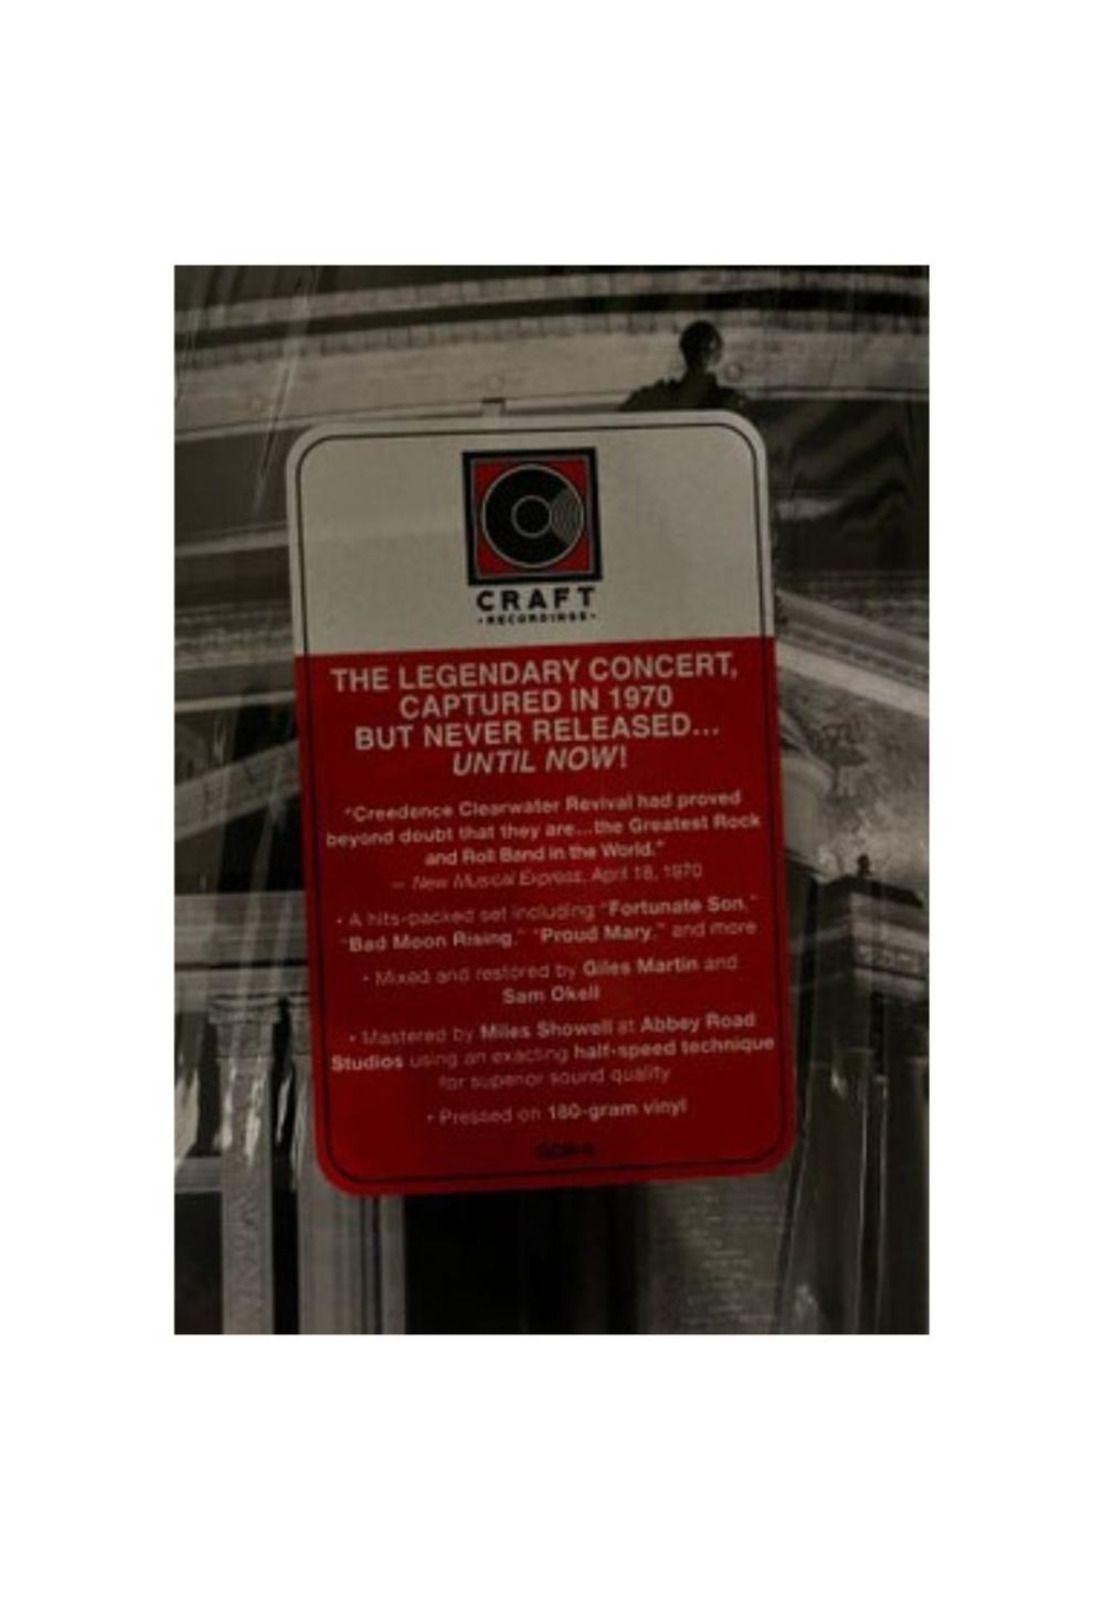 CRAFT
·RECORDINGS·
THE LEGENDARY CONCERT,
CAPTURED IN 1970
BUT NEVER RELEASED...
UNTIL NOW!
"Creedence Clearwater Revival had proved
beyond doubt that they are...the Greatest Rock
and Roll Band in the World."
— New Musical Express, April 18, 1970
• A hits-packed set including "Fortunate Son,"
"Bad Moon Rising," "Proud Mary," and more
• Mixed and restored by Giles Martin and
Sam Okell
• Mastered by Miles Showell at Abbey Road
Studios using an exacting half-speed technique
for superior sound quality
• Pressed on 180-gram vinyl